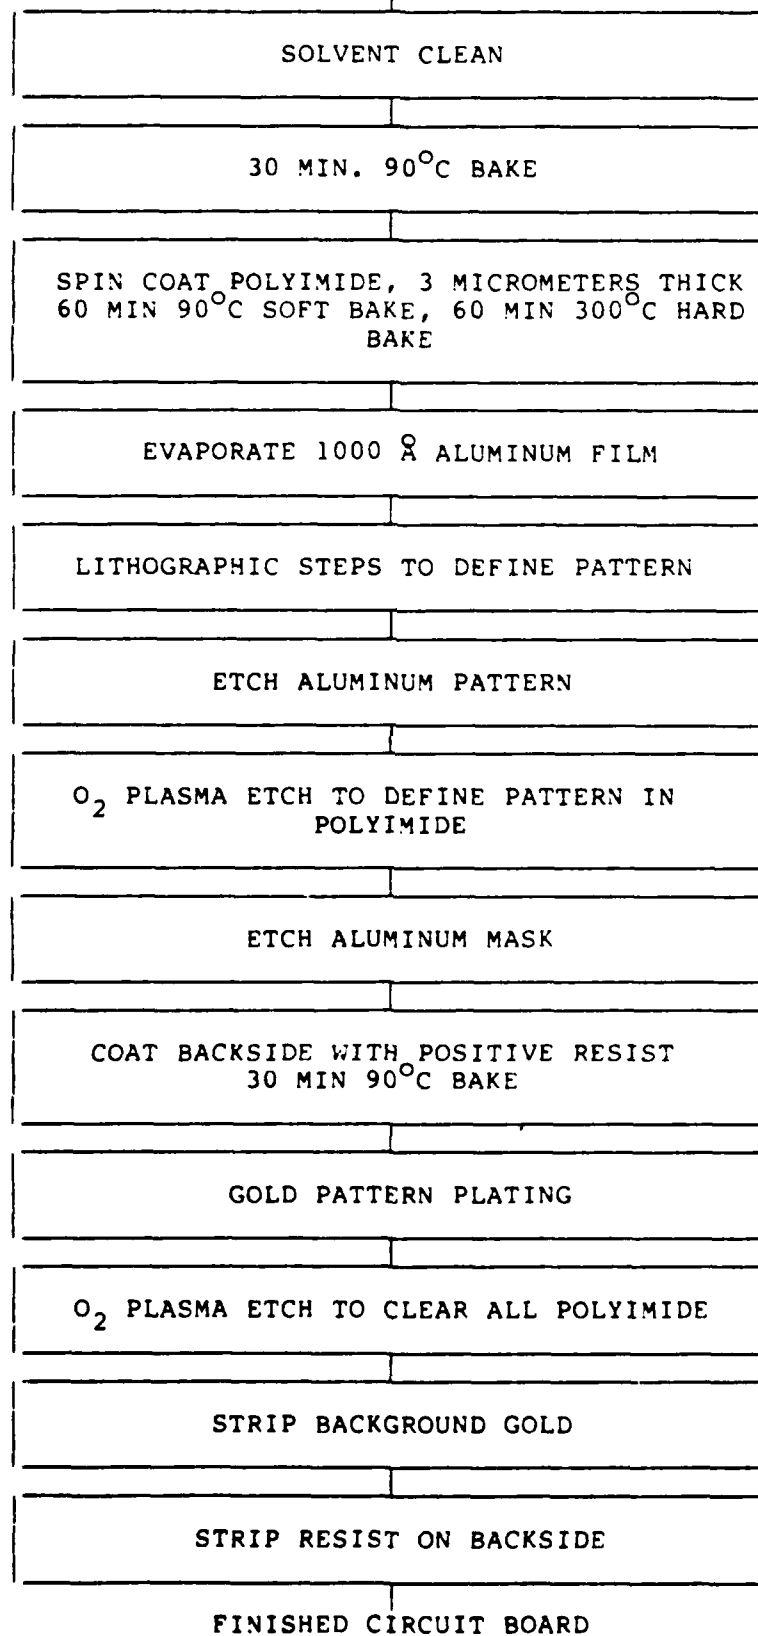 SOLVENT CLEAN
30 MIN. 90°C BAKE
SPIN COAT POLYIMIDE, 3 MICROMETERS THICK
60 MIN 90°C SOFT BAKE, 60 MIN 300°C HARD
BAKE
EVAPORATE 1000 Å ALUMINUM FILM
LITHOGRAPHIC STEPS TO DEFINE PATTERN
ETCH ALUMINUM PATTERN
O₂ PLASMA ETCH TO DEFINE PATTERN IN
POLYIMIDE
ETCH ALUMINUM MASK
COAT BACKSIDE WITH POSITIVE RESIST
30 MIN 90°C BAKE
GOLD PATTERN PLATING
O₂ PLASMA ETCH TO CLEAR ALL POLYIMIDE
STRIP BACKGROUND GOLD
STRIP RESIST ON BACKSIDE
FINISHED CIRCUIT BOARD